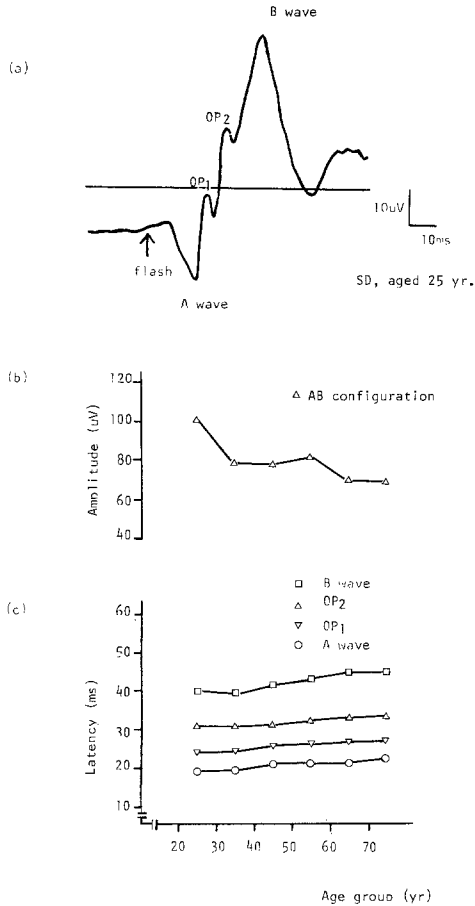 B wave
(a)
OP2
OP1
10uV
10ms
flash
SD, aged 25 yr.
A wave
(b)
120
100
80
60
40
Amplitude (uV)
△ AB configuration
(c)
□ B wave
△ OP2
▽ OP1
○ A wave
60
50
40
30
20
10
Latency (ms)
20 30 40 50 60 70
Age group (yr)